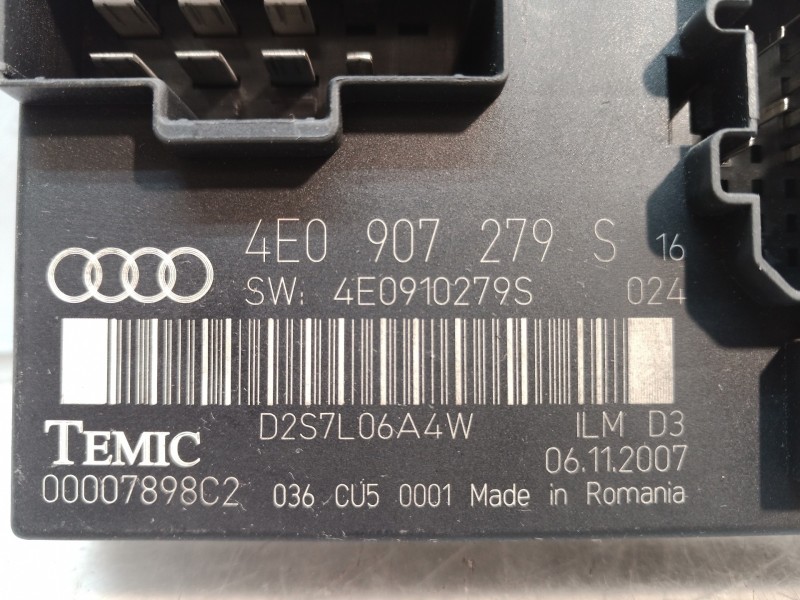 4E0 907 279 S 16
SW: 4E0910279S 024
D2S7L06A4W ILM D3
TEMIC 06.11.2007
00007898C2 036 CU5 0001 Made in Romania